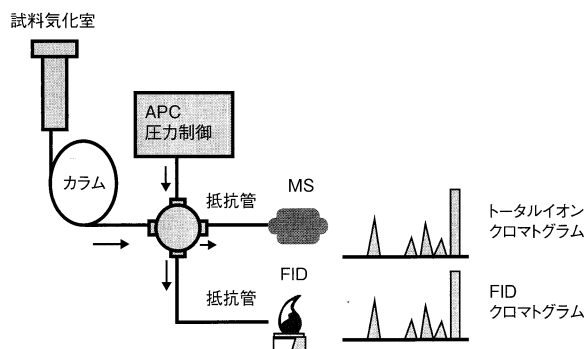 試料気化室
APC
圧力制御
カラム
抵抗管
MS
トータルイオン
クロマトグラム
抵抗管
FID
FID
クロマトグラム